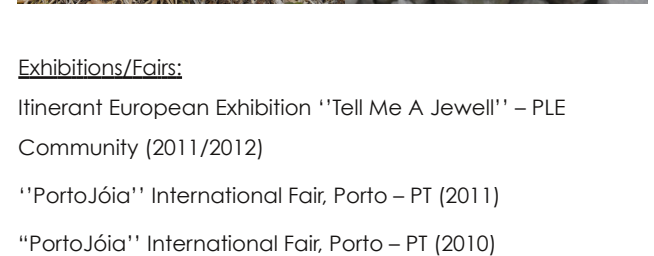 Exhibitions/Fairs:
Itinerant European Exhibition ‘’Tell Me A Jewell’’ – PLE
Community (2011/2012)
‘’PortoJóia’’ International Fair, Porto – PT (2011)
“PortoJóia’’ International Fair, Porto – PT (2010)